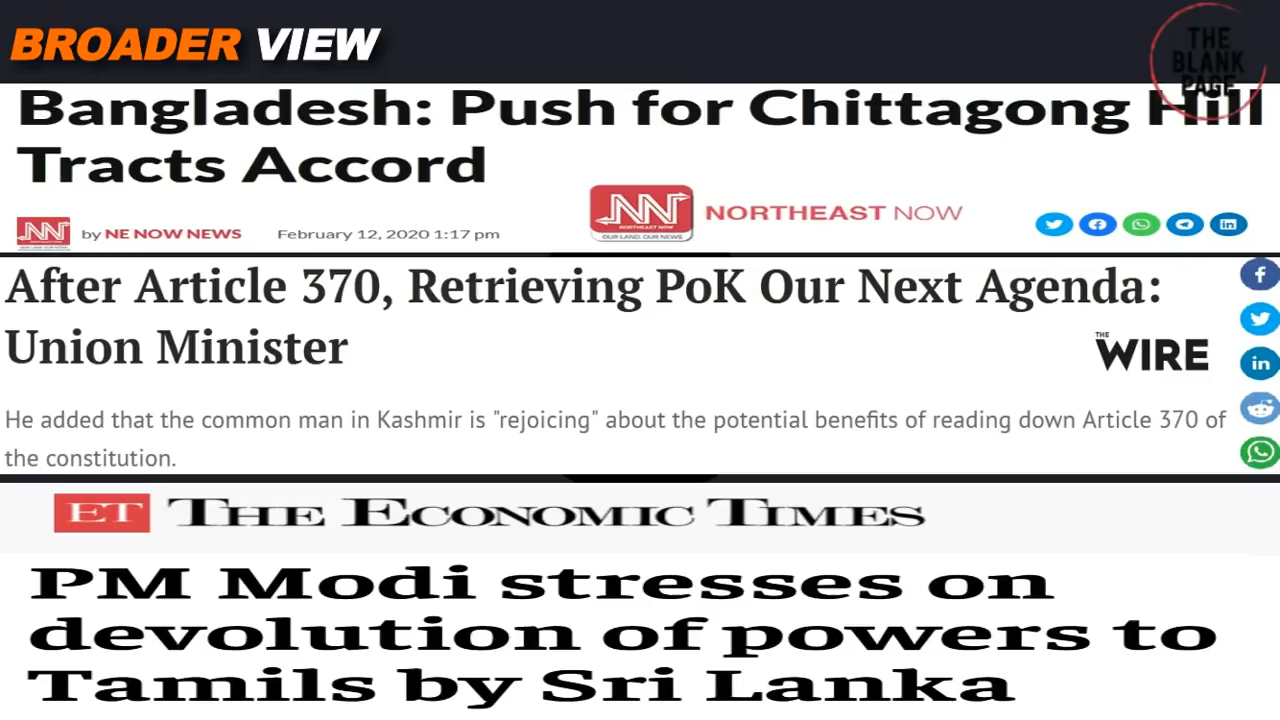 BROADER VIEW
THE
BLANK
PAGE
Bangladesh: Push for Chittagong Hill
Tracts Accord
NN
NORTHEAST NOW
OUR LAND. OUR NEWS
NORTHEAST NOW
NN
by NE NOW NEWS February 12, 2020 1:17 pm
After Article 370, Retrieving PoK Our Next Agenda:
Union Minister
THE
WIRE
He added that the common man in Kashmir is "rejoicing" about the potential benefits of reading down Article 370 of
the constitution.
ET THE ECONOMIC TIMES
PM Modi stresses on
devolution of powers to
Tamils by Sri Lanka